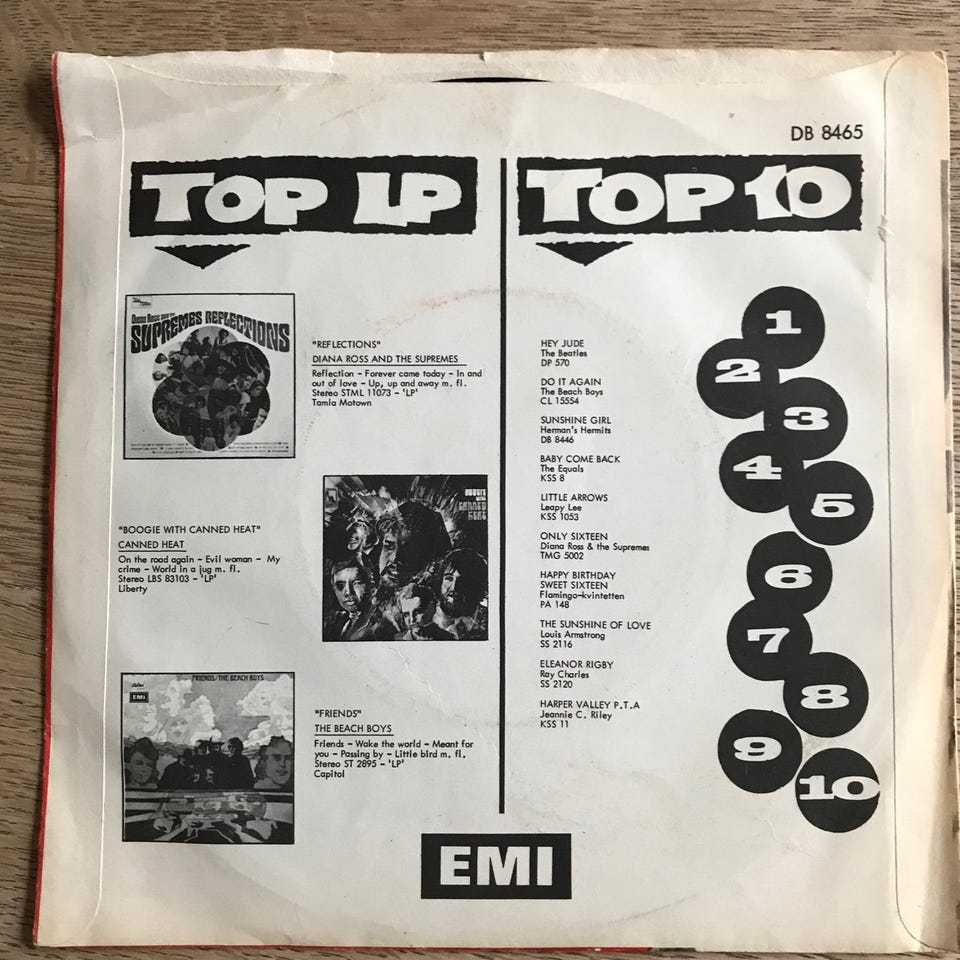 DB 8465
TOP LP
Diana Ross and the
SUPREMES REFLECTIONS
"REFLECTIONS"
DIANA ROSS AND THE SUPREMES
Reflection - Forever came today - In and
out of love - Up, up and away m. fl.
Stereo STML 11073 - 'LP'
Tamla Motown
"BOOGIE WITH CANNED HEAT"
CANNED HEAT
On the road again - Evil woman - My
crime - World in a jug m. fl.
Stereo LBS 83103 - 'LP'
Liberty
BOOGIE
WITH
CANNED
HEAT
FRIENDS/THE BEACH BOYS
EMI
"FRIENDS"
THE BEACH BOYS
Friends - Wake the world - Meant for
you - Passing by - Little bird m. fl.
Stereo ST 2895 - 'LP'
Capitol
TOP 10
HEY JUDE
The Beatles
DP 570
DO IT AGAIN
The Beach Boys
CL 15554
SUNSHINE GIRL
Herman's Hermits
DB 8446
BABY COME BACK
The Equals
KSS 8
LITTLE ARROWS
Leapy Lee
KSS 1053
ONLY SIXTEEN
Diana Ross & the Supremes
TMG 5002
HAPPY BIRTHDAY
SWEET SIXTEEN
Flamingo-kvintetten
PA 148
THE SUNSHINE OF LOVE
Louis Armstrong
SS 2116
ELEANOR RIGBY
Ray Charles
SS 2120
HARPER VALLEY P.T.A
Jeannie C. Riley
KSS 11
1
2
3
4
5
6
7
8
9
10
EMI